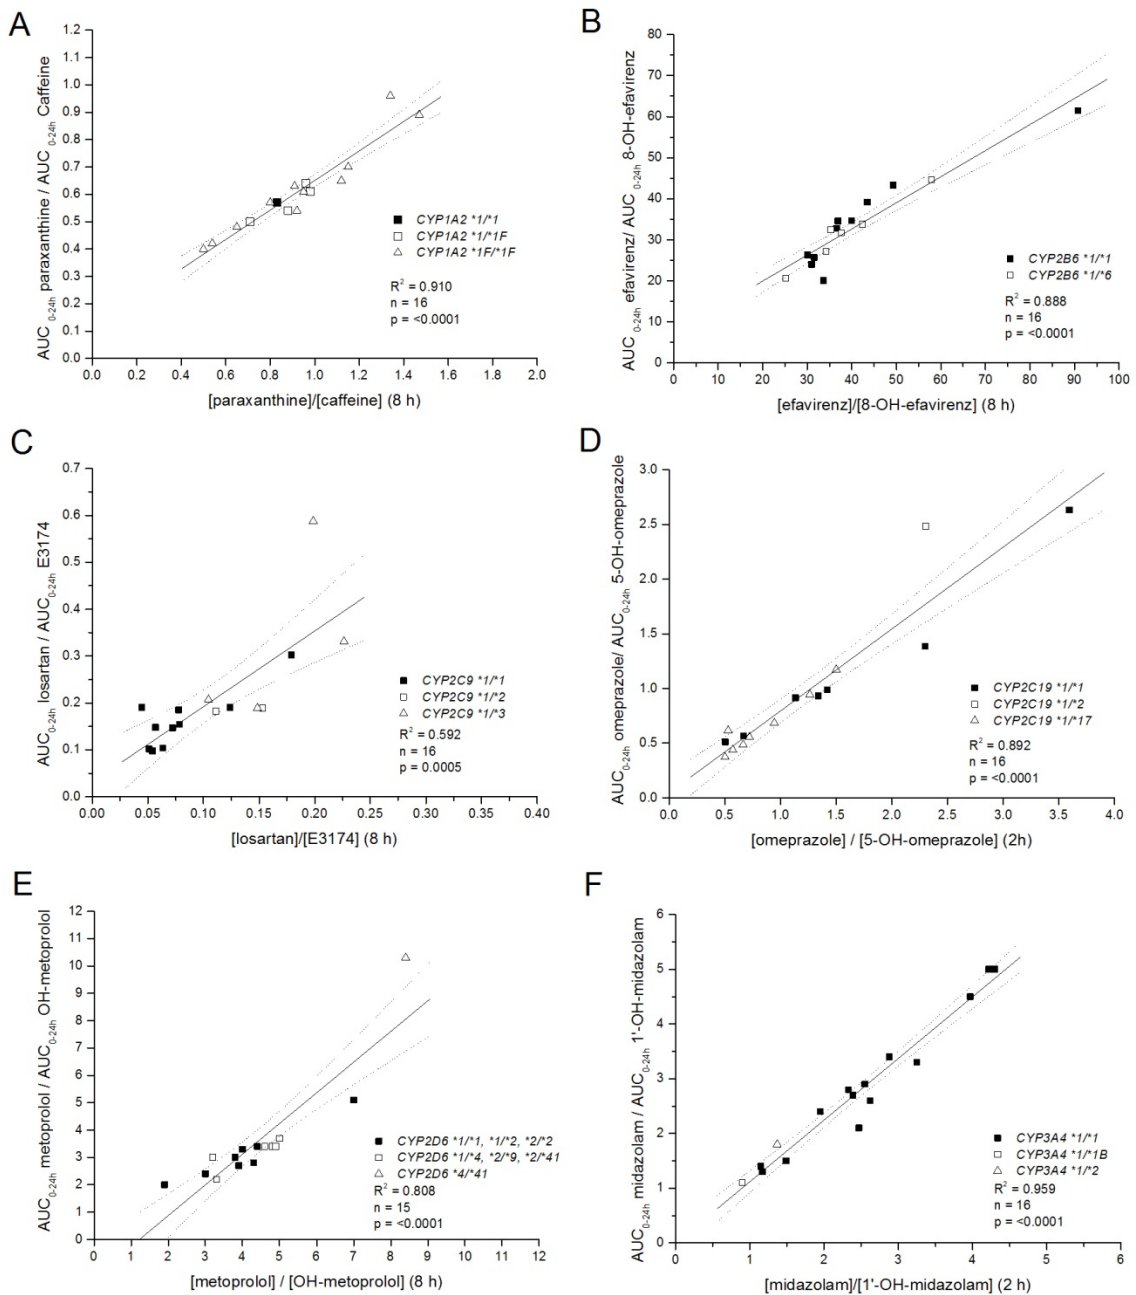 A
AUC 0-24h paraxanthine / AUC 0-24h Caffeine
1.2
1.1
1.0
0.9
0.8
0.7
0.6
0.5
0.4
0.3
0.2
0.1
0.0
0.0 0.2 0.4 0.6 0.8 1.0 1.2 1.4 1.6 1.8 2.0
[paraxanthine]/[caffeine] (8 h)
CYP1A2 *1/*1
CYP1A2 *1/*1F
CYP1A2 *1F/*1F
R² = 0.910
n = 16
p = <0.0001
B
AUC 0-24h efavirenz/ AUC 0-24h 8-OH-efavirenz
80
70
60
50
40
30
20
10
0
0 10 20 30 40 50 60 70 80 90 100
[efavirenz]/[8-OH-efavirenz] (8 h)
CYP2B6 *1/*1
CYP2B6 *1/*6
R² = 0.888
n = 16
p = <0.0001
C
AUC0-24h losartan / AUC0-24h E3174
0.7
0.6
0.5
0.4
0.3
0.2
0.1
0.0
0.00 0.05 0.10 0.15 0.20 0.25 0.30 0.35 0.40
[losartan]/[E3174] (8 h)
CYP2C9 *1/*1
CYP2C9 *1/*2
CYP2C9 *1/*3
R² = 0.592
n = 16
p = 0.0005
D
AUC0-24h omeprazole/ AUC0-24h 5-OH-omeprazole
3.0
2.5
2.0
1.5
1.0
0.5
0.0
0.0 0.5 1.0 1.5 2.0 2.5 3.0 3.5 4.0
[omeprazole] / [5-OH-omeprazole] (2h)
CYP2C19 *1/*1
CYP2C19 *1/*2
CYP2C19 *1/*17
R² = 0.892
n = 16
p = <0.0001
E
AUC0-24h metoprolol / AUC0-24h OH-metoprolol
12
11
10
9
8
7
6
5
4
3
2
1
0
0 1 2 3 4 5 6 7 8 9 10 11 12
[metoprolol] / [OH-metoprolol] (8 h)
CYP2D6 *1/*1, *1/*2, *2/*2
CYP2D6 *1/*4, *2/*9, *2/*41
CYP2D6 *4/*41
R² = 0.808
n = 15
p = <0.0001
F
AUC0-24h midazolam / AUC0-24h 1'-OH-midazolam
6
5
4
3
2
1
0
0 1 2 3 4 5 6
[midazolam]/[1'-OH-midazolam] (2 h)
CYP3A4 *1/*1
CYP3A4 *1/*1B
CYP3A4 *1/*2
R² = 0.959
n = 16
p = <0.0001